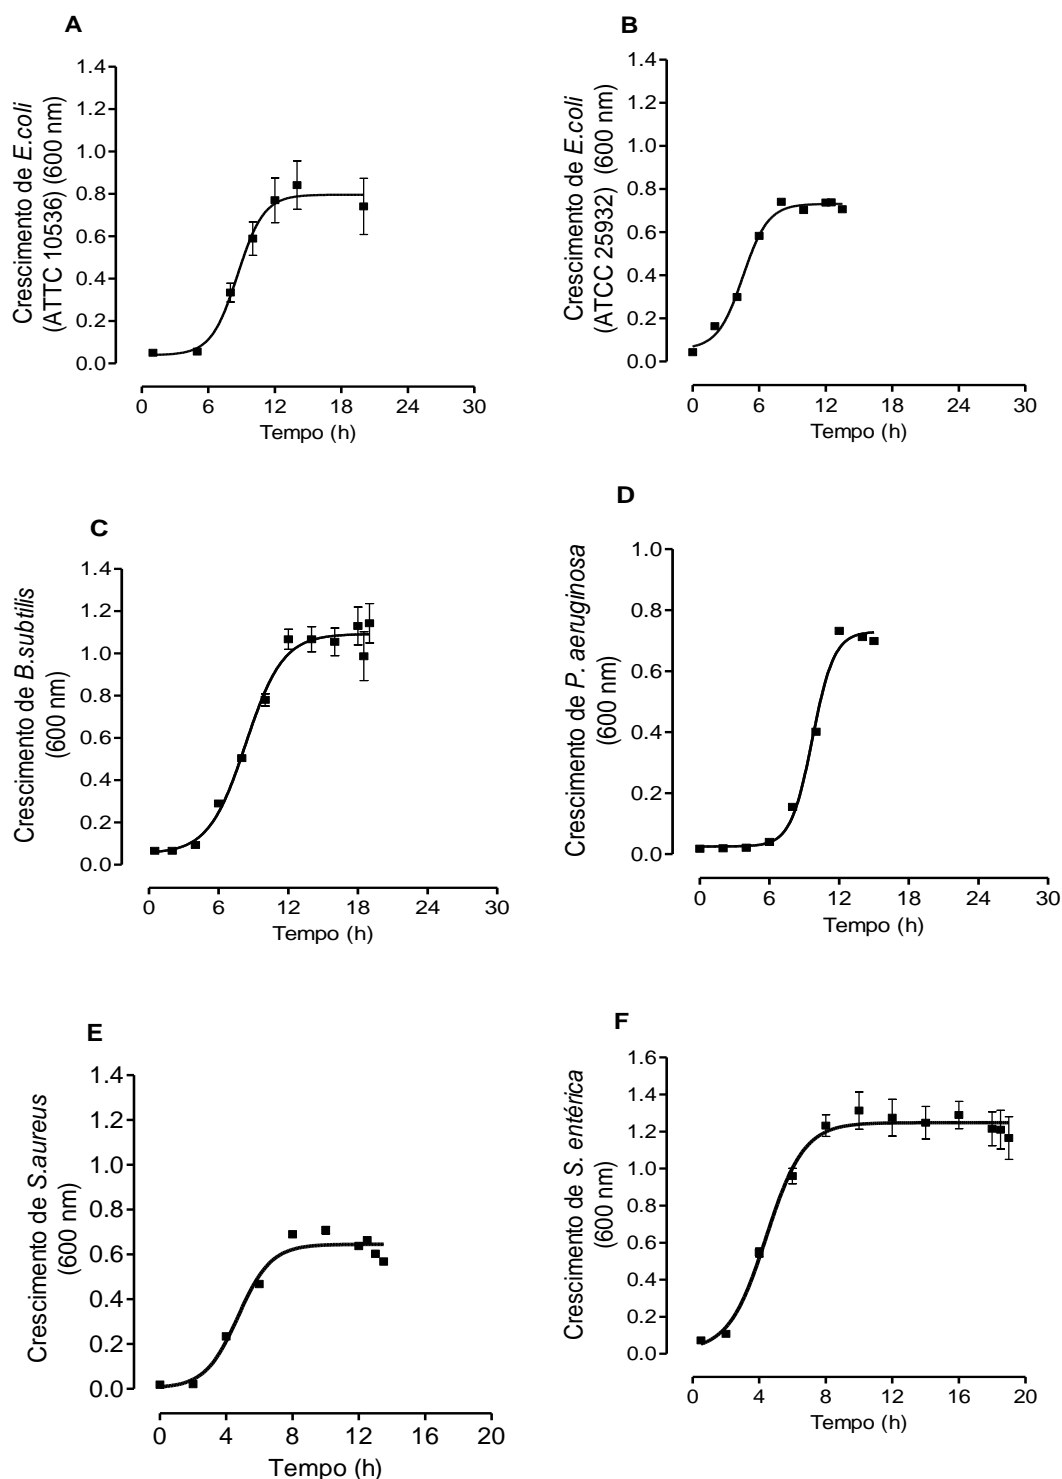 A
Crescimento de E.coli
(ATTC 10536) (600 nm)
1.4
1.2
1.0
0.8
0.6
0.4
0.2
0.0
0 6 12 18 24 30
Tempo (h)
B
Crescimento de E.coli
(ATCC 25932) (600 nm)
1.4
1.2
1.0
0.8
0.6
0.4
0.2
0.0
0 6 12 18 24 30
Tempo (h)
C
Crescimento de B.subtilis
(600 nm)
1.4
1.2
1.0
0.8
0.6
0.4
0.2
0.0
0 6 12 18 24 30
Tempo (h)
D
Crescimento de P. aeruginosa
(600 nm)
1.0
0.8
0.6
0.4
0.2
0.0
0 6 12 18 24 30
Tempo (h)
E
Crescimento de S.aureus
(600 nm)
1.4
1.2
1.0
0.8
0.6
0.4
0.2
0.0
0 4 8 12 16 20
Tempo (h)
F
Crescimento de S. entérica
(600 nm)
1.6
1.4
1.2
1.0
0.8
0.6
0.4
0.2
0.0
0 4 8 12 16 20
Tempo (h)